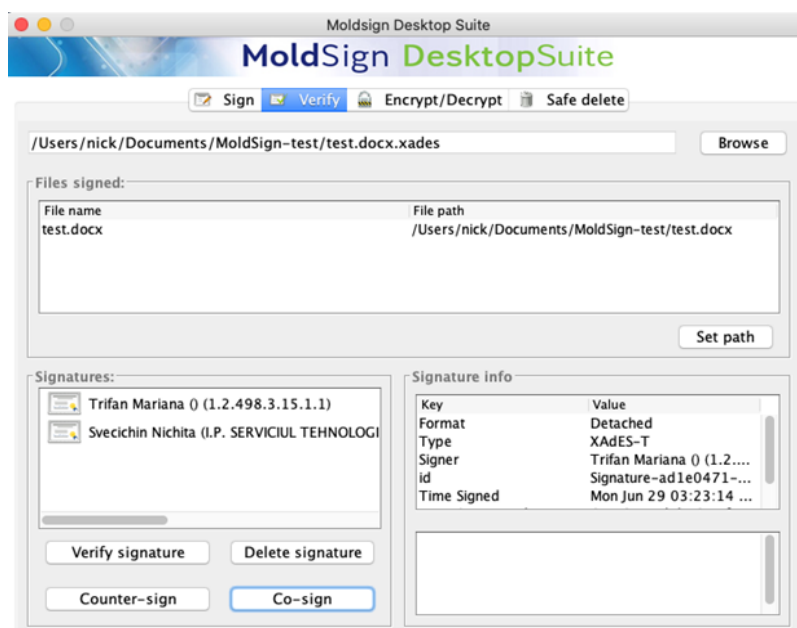 Moldsign Desktop Suite
MoldSign DesktopSuite
Sign Verify Encrypt/Decrypt Safe delete
/Users/nick/Documents/MoldSign-test/test.docx.xades Browse
Files signed:
File name File path
test.docx /Users/nick/Documents/MoldSign-test/test.docx
Set path
Signatures:
Trifan Mariana () (1.2.498.3.15.1.1)
Svecichin Nichita (I.P. SERVICIUL TEHNOLOGI
Verify signature Delete signature
Counter-sign Co-sign
Signature info
Key Value
Format Detached
Type XAdES-T
Signer Trifan Mariana () (1.2....
id Signature-ad1e0471-...
Time Signed Mon Jun 29 03:23:14 ...